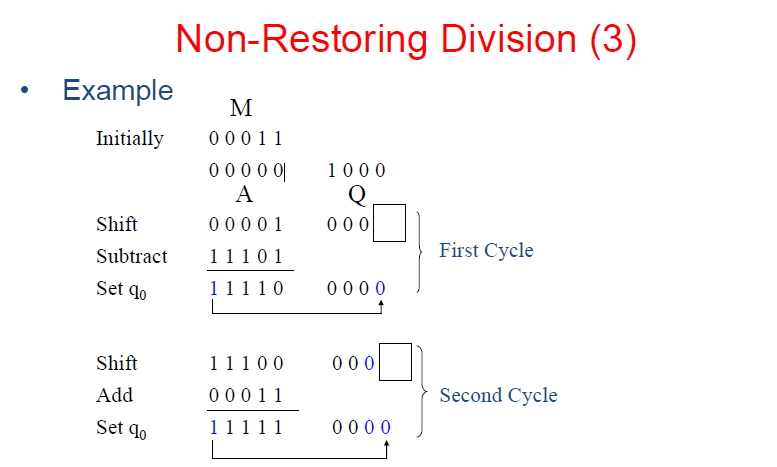 Non-Restoring Division (3)
• Example
M
Initially 0 0 0 1 1
0 0 0 0 0 1 0 0 0
A Q
Shift 0 0 0 0 1 0 0 0
Subtract 1 1 1 0 1
First Cycle
Set q0 1 1 1 1 0 0 0 0 0
Shift 1 1 1 0 0 0 0 0
Add 0 0 0 1 1
Second Cycle
Set q0 1 1 1 1 1 0 0 0 0